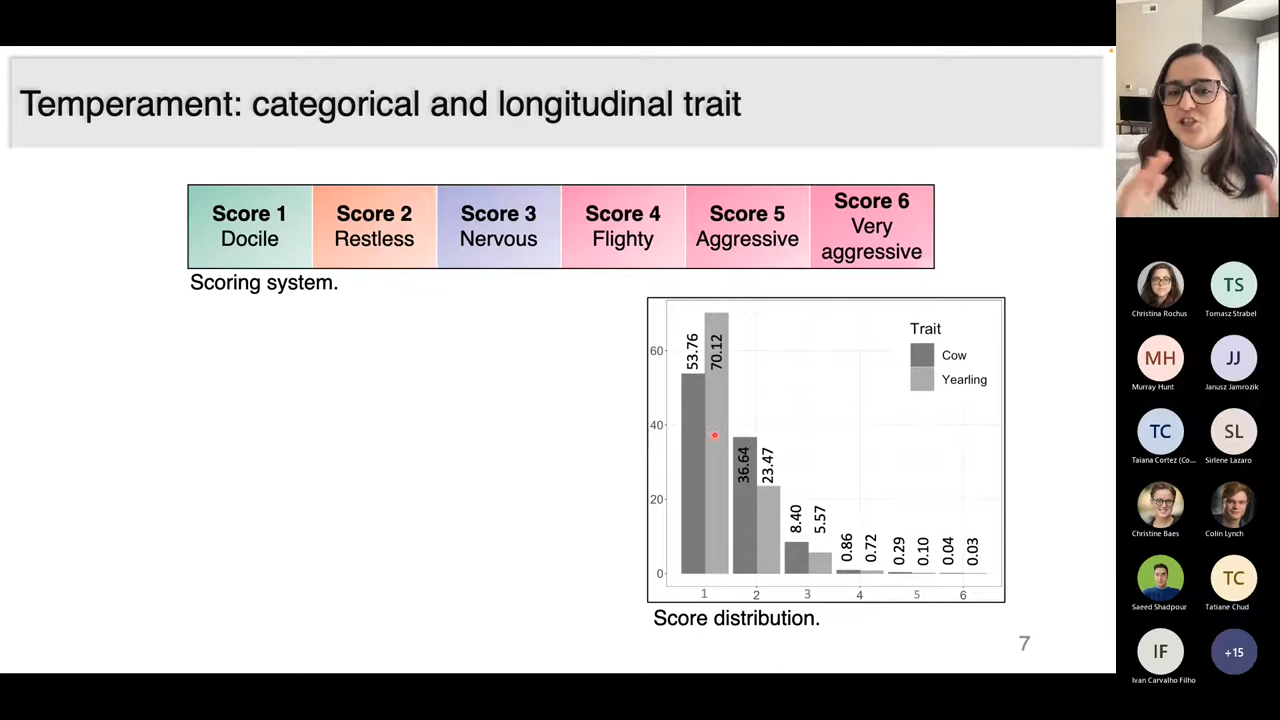 Temperament: categorical and longitudinal trait
Score 1
Docile
Score 2
Restless
Score 3
Nervous
Score 4
Flighty
Score 5
Aggressive
Score 6
Very
aggressive
Scoring system.
60
40
20
0
53.76
70.12
36.64
23.47
8.40
5.57
0.86
0.72
0.29
0.10
0.04
0.03
1 2 3 4 5 6
Trait
Cow
Yearling
Score distribution.
7
Christina Rochus
TS
Tomasz Strabel
MH
Murray Hunt
JJ
Janusz Jamrozik
TC
Taiana Cortez (Co...
SL
Sirlene Lazaro
Christine Baes
Colin Lynch
Saeed Shadpour
TC
Tatiane Chud
IF
Ivan Carvalho Filho
+15